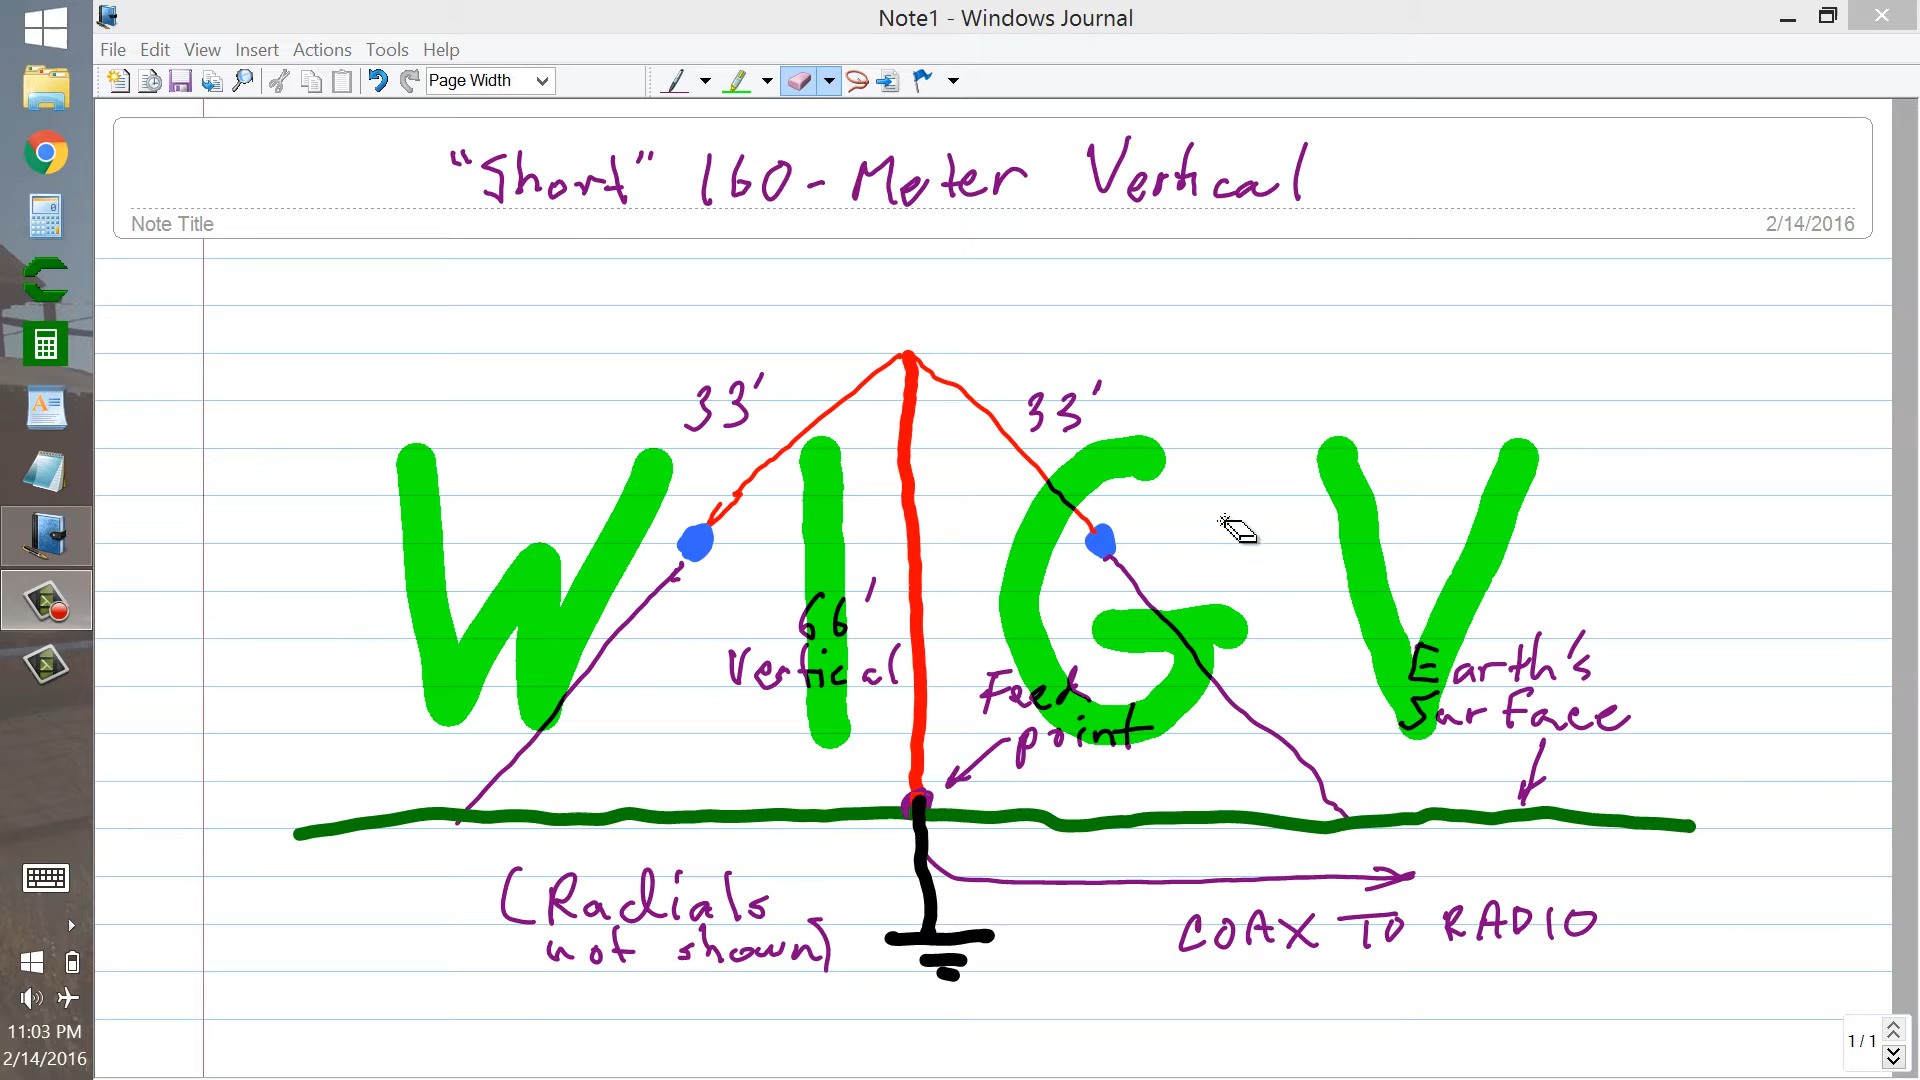 Note1 - Windows Journal
File Edit View Insert Actions Tools Help
Page Width
"Short" 160-Meter Vertical
Note Title
2/14/2016
33'
33'
W1GV
66'
Vertical
Feed
point
Earth's
Surface
(Radials
not shown)
COAX TO RADIO
11:03 PM
2/14/2016
1 / 1